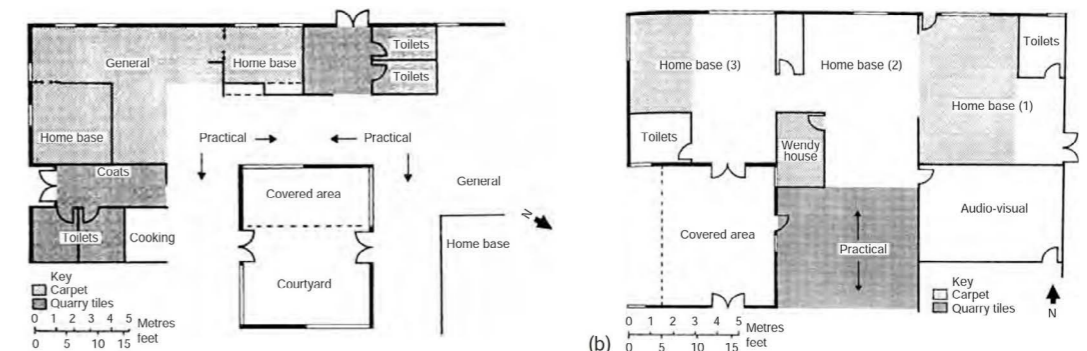 General
Home base
Toilets
Toilets
Home base
Practical
Practical
Coats
Covered area
General
N
Toilets
Cooking
Home base
Courtyard
Key
Carpet
Quarry tiles
0 1 2 3 4 5 Metres
0 5 10 15 feet
Toilets
Home base (3)
Home base (2)
Home base (1)
Toilets
Wendy
house
Audio-visual
Covered area
Practical
Key
Carpet
Quarry tiles
N
(b)
0 1 2 3 4 5 Metres
0 5 10 15 feet